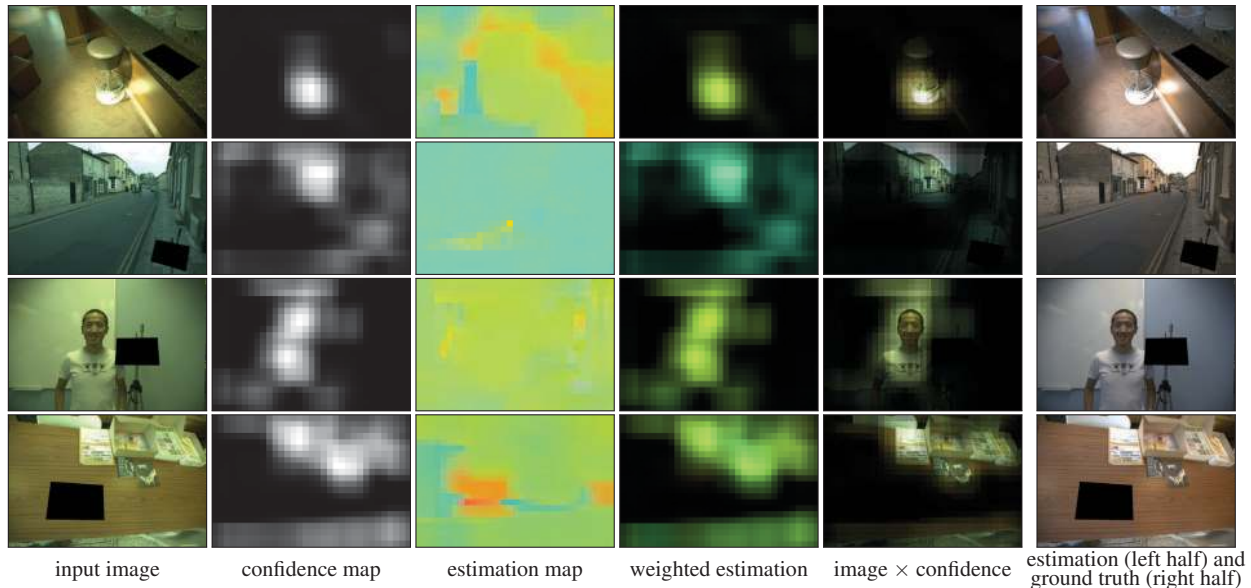 input image
confidence map
estimation map
weighted estimation
image × confidence
estimation (left half) and
ground truth (right half)